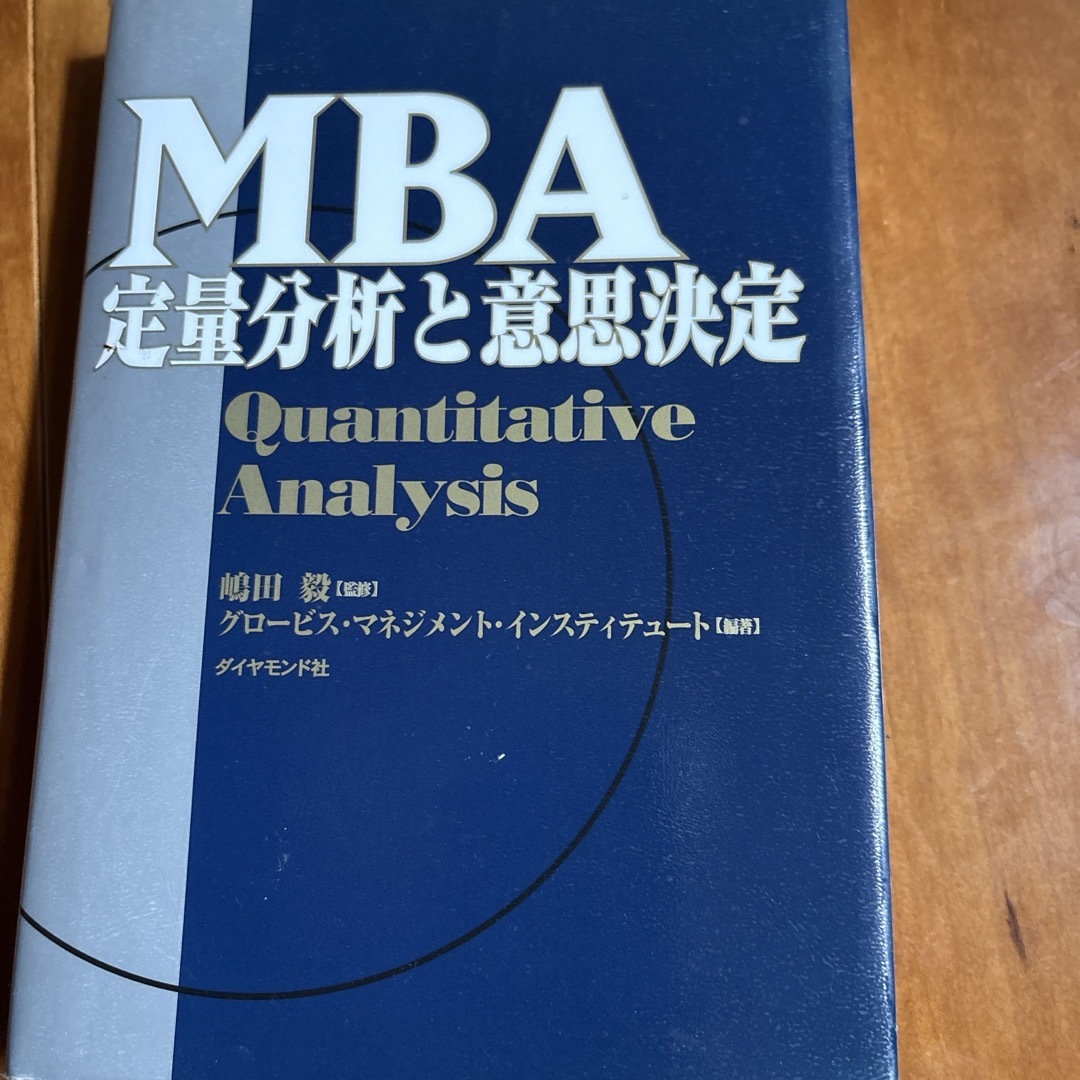 MBA
定量分析と意思決定
Quantitative
Analysis
嶋田 毅【監修】
グロービス・マネジメント・インスティテュート【編著】
ダイヤモンド社